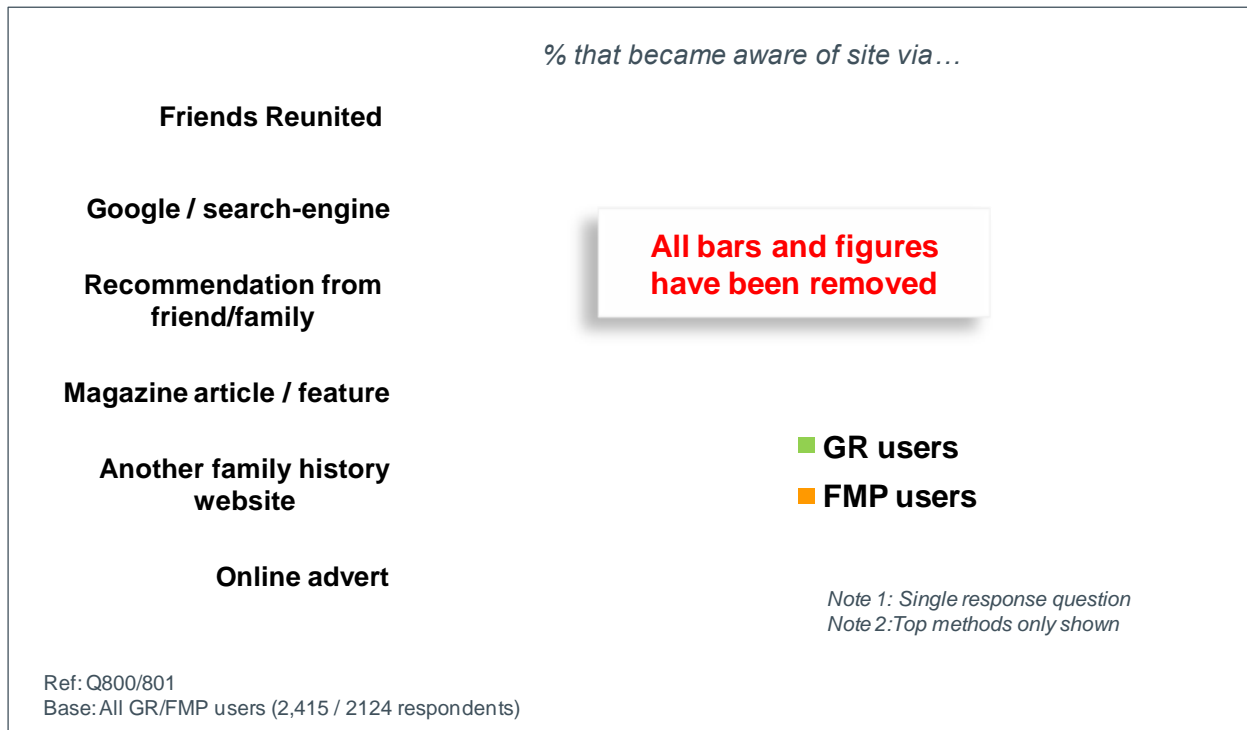 % that became aware of site via…
Friends Reunited
Google / search-engine
All bars and figures
have been removed
Recommendation from
friend/family
Magazine article / feature
GR users
Another family history
website
FMP users
Online advert
Note 1: Single response question
Note 2:Top methods only shown
Ref: Q800/801
Base: All GR/FMP users (2,415 / 2124 respondents)